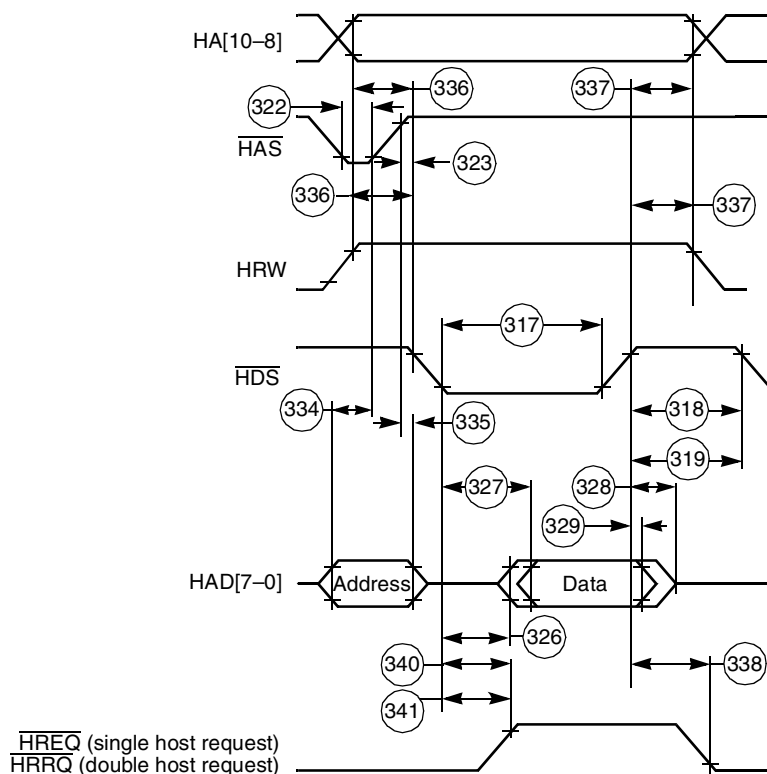 HA[10–8]
336
337
322
HAS
323
336
337
HRW
317
HDS
334
335
318
319
327
328
329
HAD[7–0]
Address
Data
326
340
338
341
HREQ (single host request)
HRRQ (double host request)